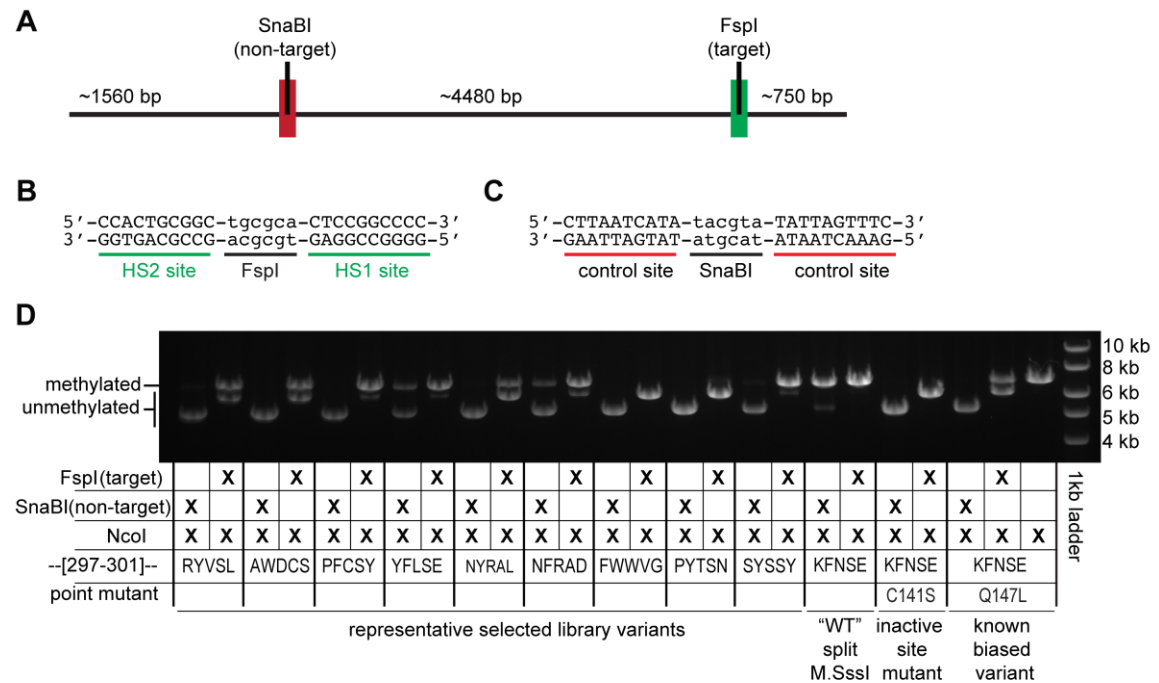 A
SnaBI
(non-target)
FspI
(target)
~1560 bp
~4480 bp
~750 bp
B
5′-CCACTGCGGC-tgcgca-CTCCGGCCCC-3′
3′-GGTGACGCCG-acgcgt-GAGGCCGGGG-5′
HS2 site
FspI
HS1 site
C
5′-CTTAATCATA-tacgta-TATTAGTTTC-3′
3′-GAATTAGTAT-atgcat-ATAATCAAAG-5′
control site
SnaBI
control site
D
methylated
unmethylated
10 kb
8 kb
6 kb
5 kb
4 kb
FspI(target) X X X X X X X X X X X X
SnaBI(non-target) X X X X X X X X X X X X
NcoI X X X X X X X X X X X X X X X X X X X X X X X X X
--[297-301]-- RYVSL AWDCS PFCSY YFLSE NYRAL NFRAD FWWVG PYTSN SYSSY KFNSE KFNSE KFNSE
point mutant C141S Q147L
1kb ladder
representative selected library variants
"WT"
split
M.SssI
inactive
site
mutant
known
biased
variant